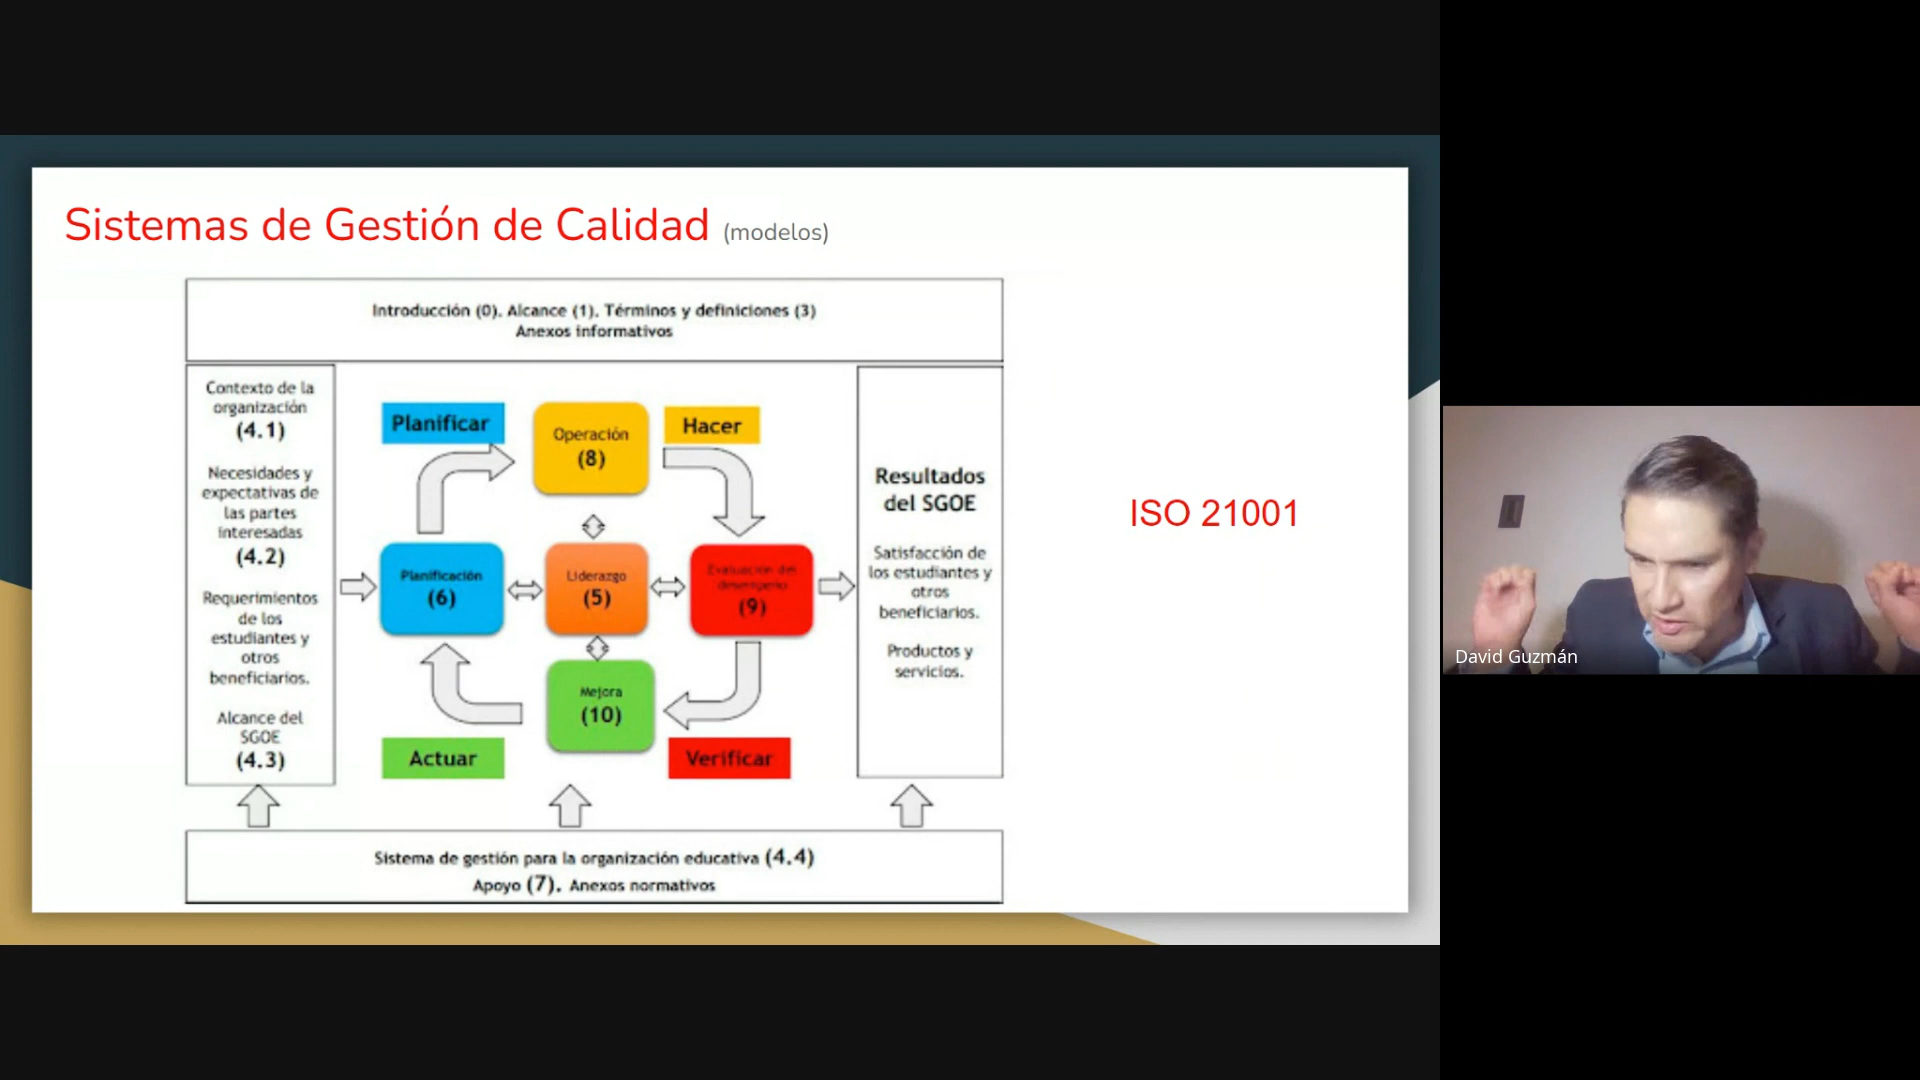 Sistemas de Gestión de Calidad (modelos)
Introducción (0). Alcance (1). Términos y definiciones (3)
Anexos informativos
Contexto de la
organización
(4.1)
Necesidades y
expectativas de
las partes
interesadas
(4.2)
Requerimientos
de los
estudiantes y
otros
beneficiarios.
Alcance del
SGOE
(4.3)
Planificar
Operación
(8)
Hacer
Planificación
(6)
Liderazgo
(5)
Evaluación del
desempeño
(9)
Mejora
(10)
Actuar
Verificar
Resultados
del SGOE
Satisfacción de
los estudiantes y
otros
beneficiarios.
Productos y
servicios.
Sistema de gestión para la organización educativa (4.4)
Apoyo (7). Anexos normativos
ISO 21001
David Guzmán